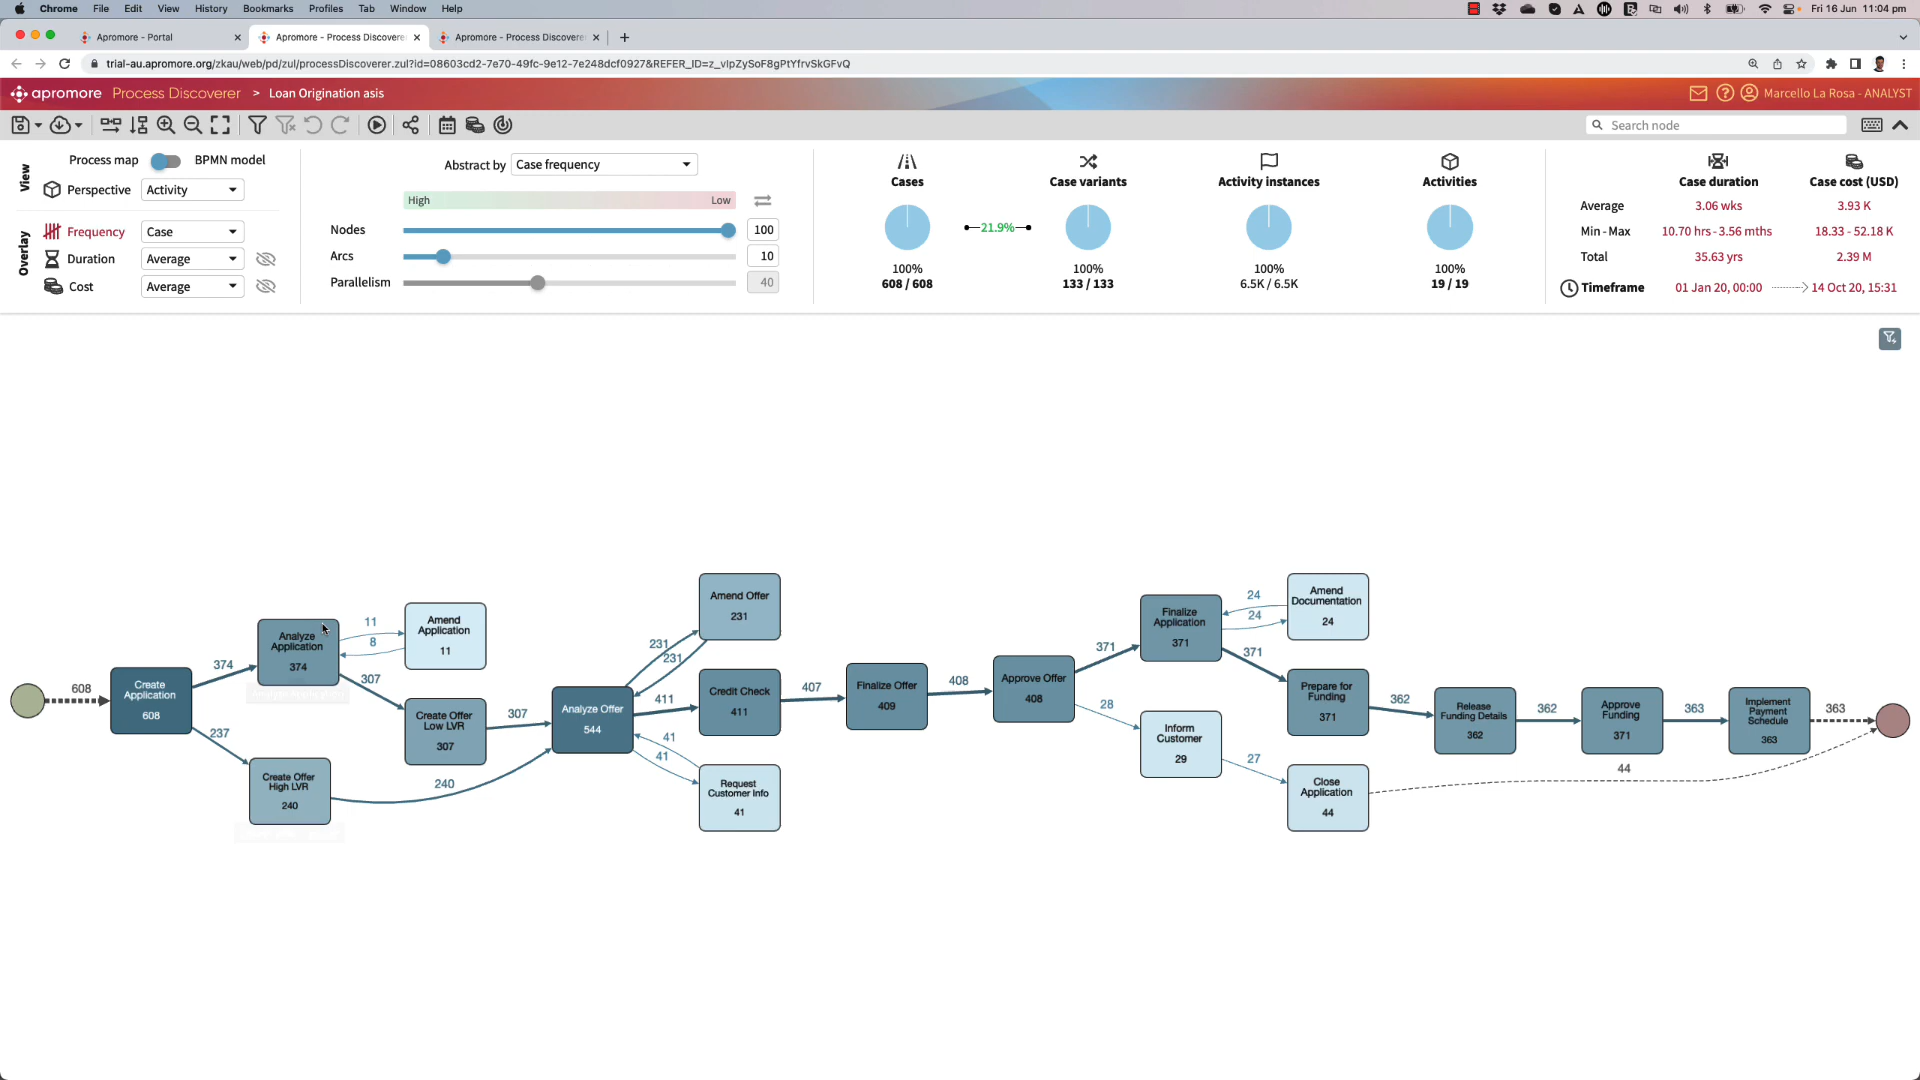 Chrome File Edit View History Bookmarks Profiles Tab Window Help Fri 16 Jun 11:04 pm
Apromore - Portal Apromore - Process Discovere Apromore - Process Discovere
trial-au.apromore.org/zkau/web/pd/zul/processDiscoverer.zul?id=08603cd2-7e70-49fc-9e12-7e248dcf0927&REFER_ID=z_vlpZySoF8gPtYfrvSkGFvQ
apromore Process Discoverer > Loan Origination asis Marcello La Rosa - ANALYST
Search node
View
Process map BPMN model
Perspective Activity
Overlay
Frequency Case
Duration Average
Cost Average
Abstract by Case frequency
High Low
Nodes 100
Arcs 10
Parallelism 40
Cases
100%
608 / 608
21.9%
Case variants
100%
133 / 133
Activity instances
100%
6.5K / 6.5K
Activities
100%
19 / 19
Case duration Case cost (USD)
Average 3.06 wks 3.93 K
Min - Max 10.70 hrs - 3.56 mths 18.33 - 52.18 K
Total 35.63 yrs 2.39 M
Timeframe 01 Jan 20, 00:00 14 Oct 20, 15:31
608
Create
Application
608
374
237
Analyze
Application
374
11
8
307
Amend
Application
11
Create Offer
Low LVR
307
307
Create Offer
High LVR
240
240
Analyze Offer
544
231
231
411
41
41
Amend Offer
231
Credit Check
411
Request
Customer Info
41
407
Finalize Offer
409
408
Approve Offer
408
371
28
Finalize
Application
371
24
24
371
Inform
Customer
29
27
Amend
Documentation
24
Prepare for
Funding
371
Close
Application
44
362
Release
Funding Details
362
362
Approve
Funding
371
363
Implement
Payment
Schedule
363
363
44